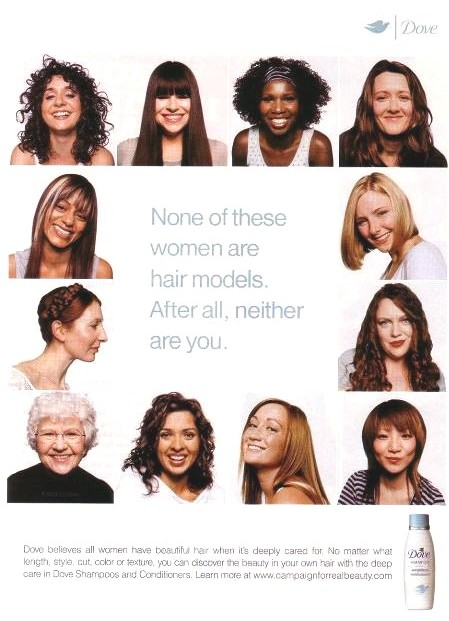 Dove
None of these
women are
hair models.
After all, neither
are you.
Dove believes all women have beautiful hair when it's deeply cared for. No matter what
length, style, cut, color or texture, you can discover the beauty in your own hair with the deep
care in Dove Shampoos and Conditioners. Learn more at www.campaignforrealbeauty.com
Dove